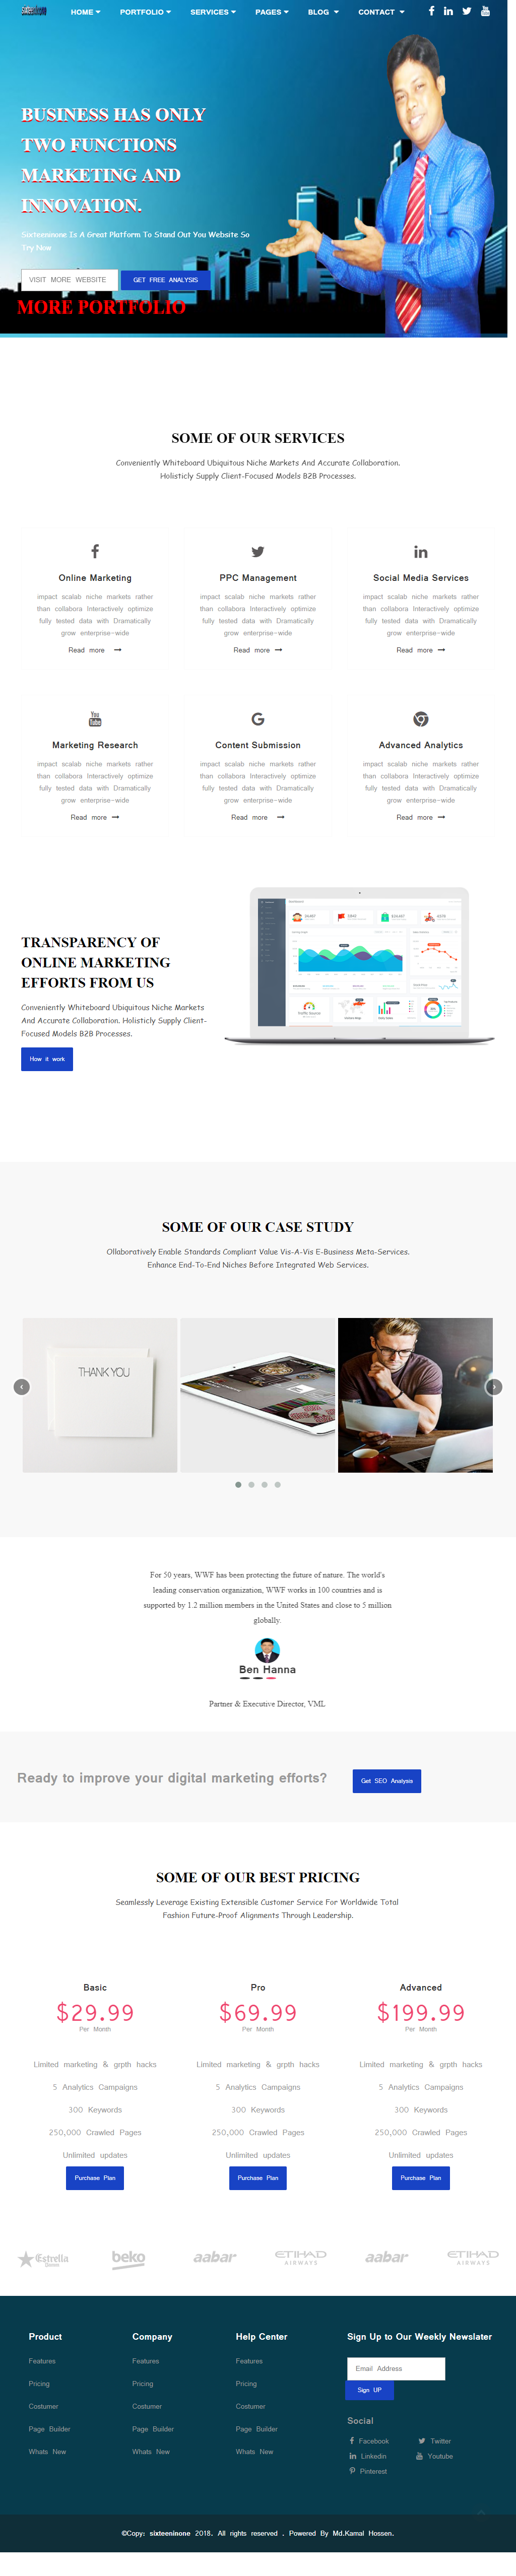 sixteeninone
HOME PORTFOLIO SERVICES PAGES BLOG CONTACT
BUSINESS HAS ONLY
TWO FUNCTIONS
MARKETING AND
INNOVATION.
Sixteeninone Is A Great Platform To Stand Out You Website So
Try Now
VISIT MORE WEBSITE GET FREE ANALYSIS
MORE PORTFOLIO
SOME OF OUR SERVICES
Conveniently Whiteboard Ubiquitous Niche Markets And Accurate Collaboration.
Holisticly Supply Client-Focused Models B2B Processes.
Online Marketing
impact scalab niche markets rather
than collabora Interactively optimize
fully tested data with Dramatically
grow enterprise-wide
Read more
PPC Management
impact scalab niche markets rather
than collabora Interactively optimize
fully tested data with Dramatically
grow enterprise-wide
Read more
Social Media Services
impact scalab niche markets rather
than collabora Interactively optimize
fully tested data with Dramatically
grow enterprise-wide
Read more
Marketing Research
impact scalab niche markets rather
than collabora Interactively optimize
fully tested data with Dramatically
grow enterprise-wide
Read more
Content Submission
impact scalab niche markets rather
than collabora Interactively optimize
fully tested data with Dramatically
grow enterprise-wide
Read more
Advanced Analytics
impact scalab niche markets rather
than collabora Interactively optimize
fully tested data with Dramatically
grow enterprise-wide
Read more
TRANSPARENCY OF
ONLINE MARKETING
EFFORTS FROM US
Conveniently Whiteboard Ubiquitous Niche Markets
And Accurate Collaboration. Holisticly Supply Client-
Focused Models B2B Processes.
How it work
SOME OF OUR CASE STUDY
Ollaboratively Enable Standards Compliant Value Vis-A-Vis E-Business Meta-Services.
Enhance End-To-End Niches Before Integrated Web Services.
THANK YOU
For 50 years, WWF has been protecting the future of nature. The world's
leading conservation organization, WWF works in 100 countries and is
supported by 1.2 million members in the United States and close to 5 million
globally.
Ben Hanna
Partner & Executive Director, VML
Ready to improve your digital marketing efforts?
Get SEO Analysis
SOME OF OUR BEST PRICING
Seamlessly Leverage Existing Extensible Customer Service For Worldwide Total
Fashion Future-Proof Alignments Through Leadership.
Basic
$29.99
Per Month
Limited marketing & grpth hacks
5 Analytics Campaigns
300 Keywords
250,000 Crawled Pages
Unlimited updates
Purchase Plan
Pro
$69.99
Per Month
Limited marketing & grpth hacks
5 Analytics Campaigns
300 Keywords
250,000 Crawled Pages
Unlimited updates
Purchase Plan
Advanced
$199.99
Per Month
Limited marketing & grpth hacks
5 Analytics Campaigns
300 Keywords
250,000 Crawled Pages
Unlimited updates
Purchase Plan
Estrella
beko
aabar
ETIHAD
AIRWAYS
aabar
ETIHAD
AIRWAYS
Product
Features
Pricing
Costumer
Page Builder
Whats New
Company
Features
Pricing
Costumer
Page Builder
Whats New
Help Center
Features
Pricing
Costumer
Page Builder
Whats New
Sign Up to Our Weekly Newslater
Email Address
Sign UP
Social
Facebook
Twitter
Linkedin
Youtube
Pinterest
©Copy: sixteeninone 2018. All rights reserved . Powered By Md.Kamal Hossen.